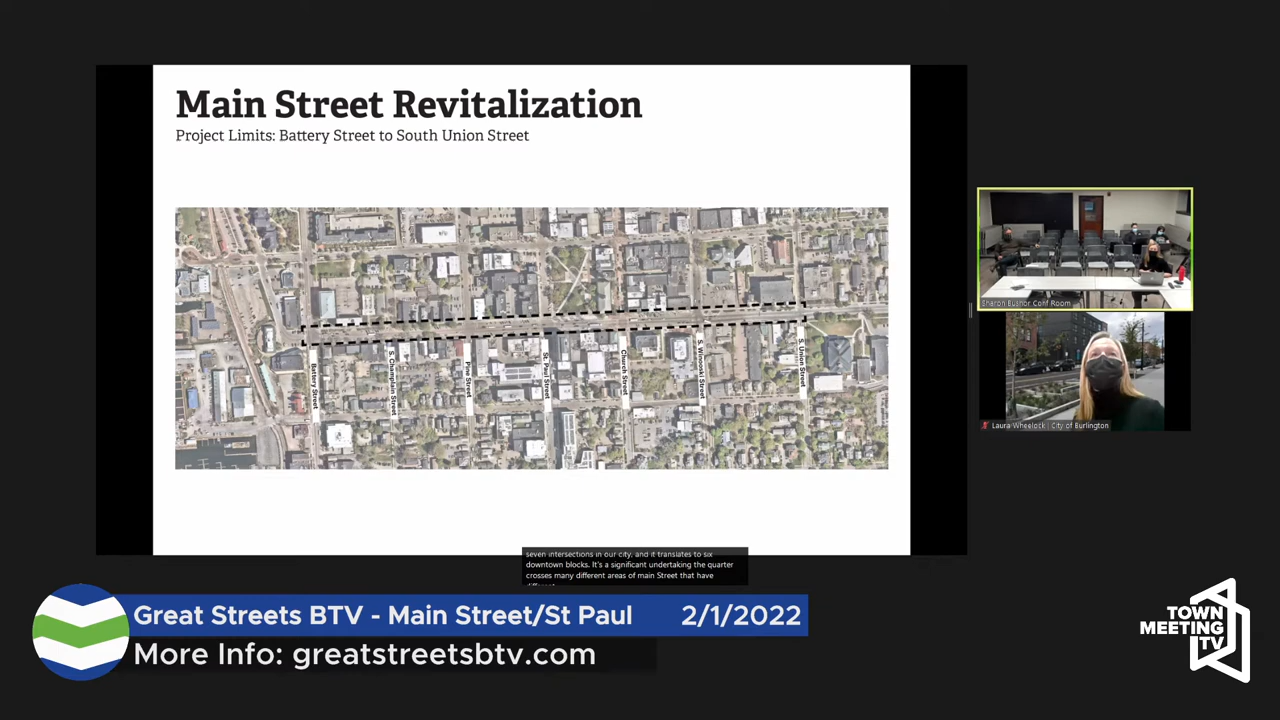 Main Street Revitalization
Project Limits: Battery Street to South Union Street
Battery Street
S. Champlain Street
Pine Street
St. Paul Street
Church Street
S. Winooski Street
S. Union Street
Sharon Bushor Conf Room
Laura Wheelock | City of Burlington
seven intersections in our city, and it translates to six
downtown blocks. It's a significant undertaking the quarter
crosses many different areas of main Street that have
Great Streets BTV - Main Street/St Paul 2/1/2022
More Info: greatstreetsbtv.com
TOWN
MEETING
TV